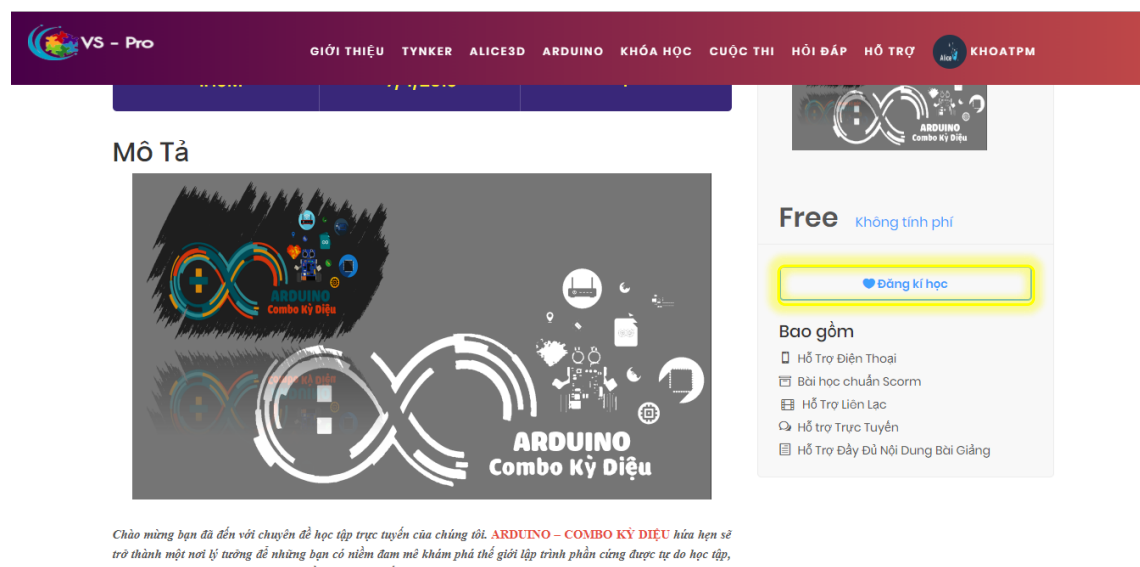 VS - Pro
GIỚI THIỆU TYNKER ALICE3D ARDUINO KHÓA HỌC CUỘC THI HỎI ĐÁP HỖ TRỢ KHOATPM
Mô Tả
ARDUINO
Combo Kỳ Diệu
ARDUINO
Combo Kỳ Diệu
Chào mừng bạn đã đến với chuyên đề học tập trực tuyến của chúng tôi. ARDUINO – COMBO KỲ DIỆU hứa hẹn sẽ
trở thành một nơi lý tưởng để những bạn có niềm đam mê khám phá thế giới lập trình phần cứng được tự do học tập,
ARDUINO
Combo Kỳ Diệu
Free Không tính phí
Đăng kí học
Bao gồm
Hỗ Trợ Điện Thoại
Bài học chuẩn Scorm
Hỗ Trợ Liên Lạc
Hỗ trợ Trực Tuyến
Hỗ Trợ Đầy Đủ Nội Dung Bài Giảng